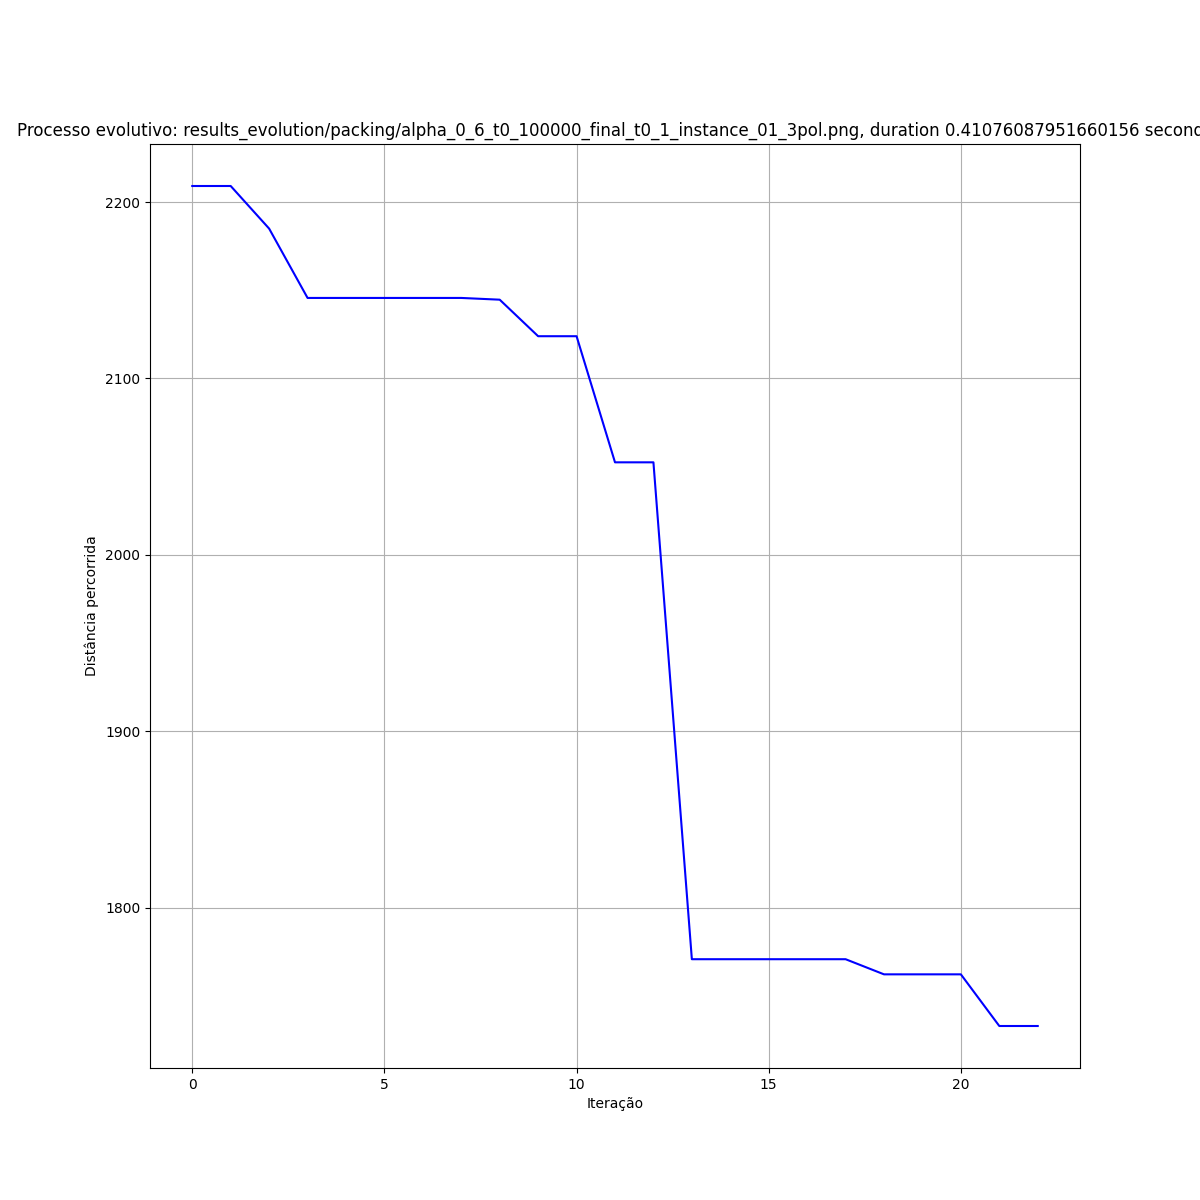 Processo evolutivo: results_evolution/packing/alpha_0_6_t0_100000_final_t0_1_instance_01_3pol.png, duration 0.41076087951660156 secon
2200
2100
2000
1900
1800
Distância percorrida
0 5 10 15 20
Iteração